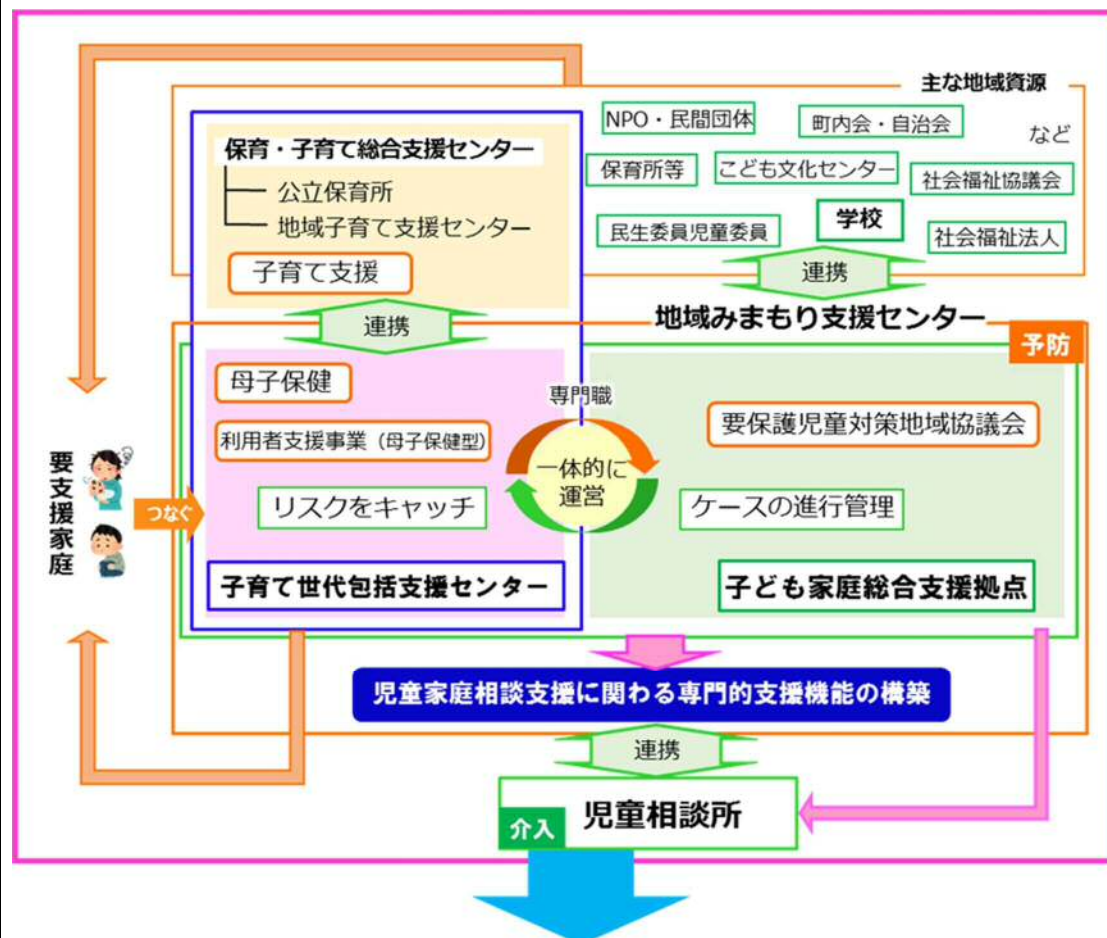 主な地域資源
NPO・民間団体
町内会・自治会
など
保育所等
こども文化センター
社会福祉協議会
民生委員児童委員
学校
社会福祉法人
連携
保育・子育て総合支援センター
公立保育所
地域子育て支援センター
子育て支援
連携
地域みまもり支援センター
予防
母子保健
利用者支援事業（母子保健型）
リスクをキャッチ
子育て世代包括支援センター
専門職
一体的に
運営
要保護児童対策地域協議会
ケースの進行管理
子ども家庭総合支援拠点
要支援家庭
つなぐ
児童家庭相談支援に関わる専門的支援機能の構築
連携
児童相談所
介入